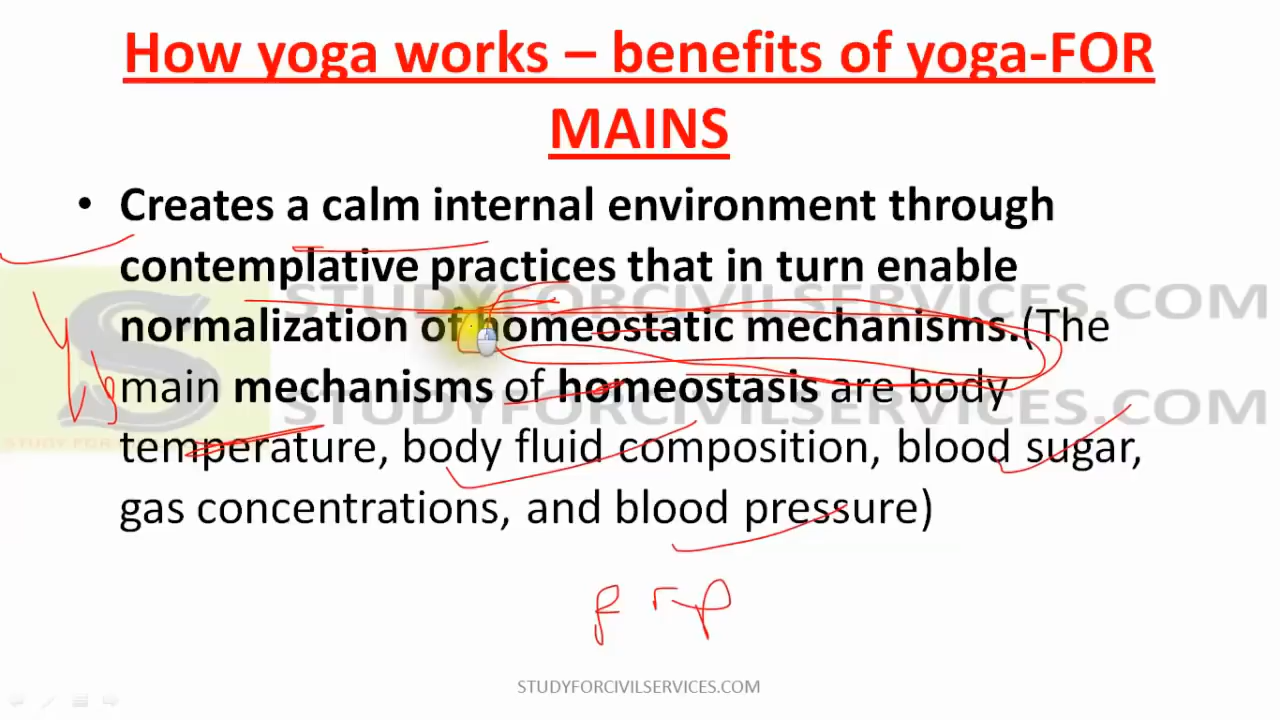 How yoga works – benefits of yoga-FOR
MAINS
• Creates a calm internal environment through
contemplative practices that in turn enable
STUDYFORCIVILSERVICES.COM
normalization of homeostatic mechanisms.(The
main mechanisms of homeostasis are body
STUDYFORCIVILSERVICES.COM
temperature, body fluid composition, blood sugar,
gas concentrations, and blood pressure)
STUDYFORCIVILSERVICES.COM